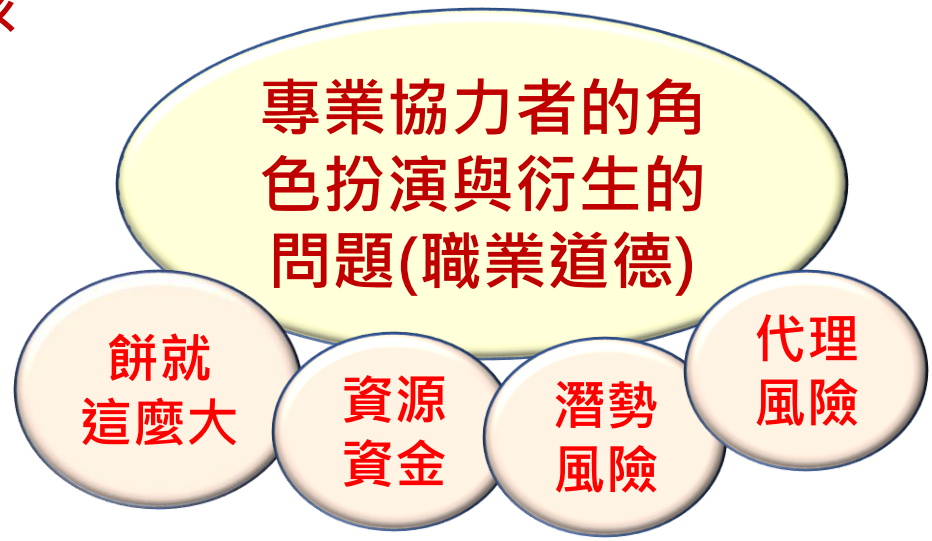 專業協力者的角
色扮演與衍生的
問題(職業道德)
餅就
這麼大
資源
資金
潛勢
風險
代理
風險